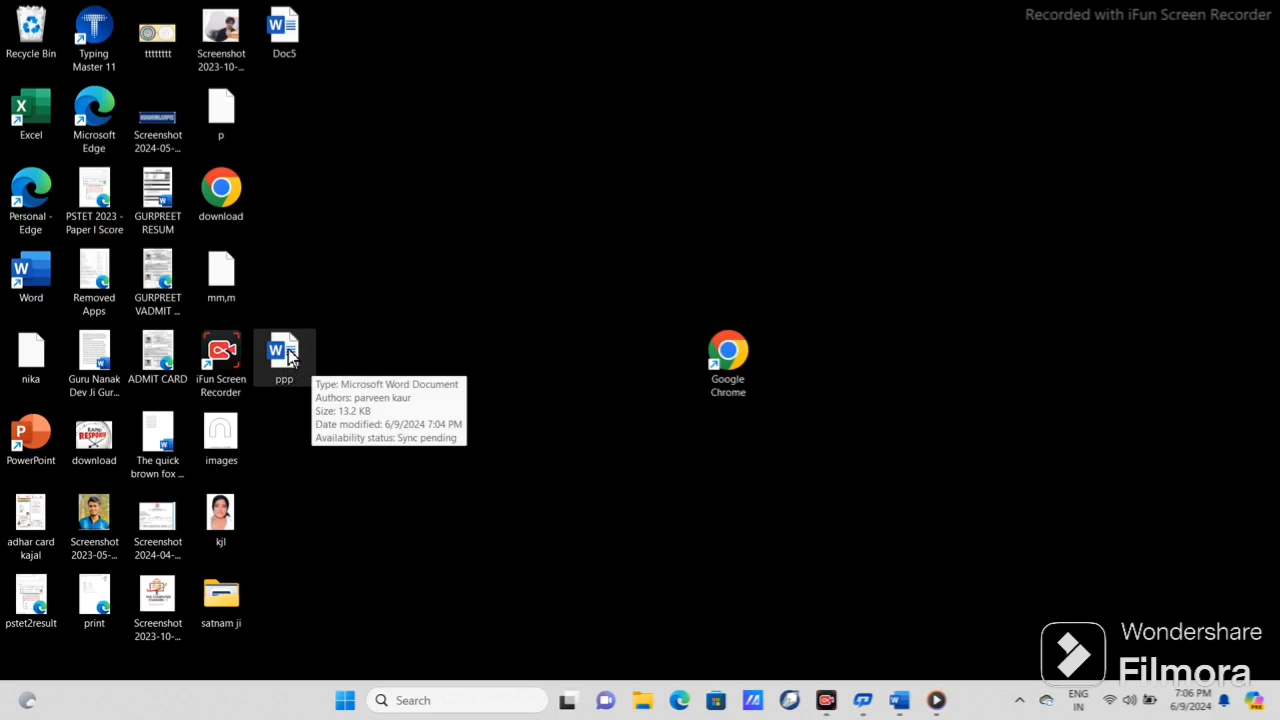 Recorded with iFun Screen Recorder
Recycle Bin
Typing
Master 11
tttttttt
Screenshot
2023-10-...
Doc5
Excel
Microsoft
Edge
Screenshot
2024-05-...
p
Personal -
Edge
PSTET 2023 -
Paper I Score
GURPREET
RESUM
download
Word
Removed
Apps
GURPREET
VADMIT ...
mm,m
nika
Guru Nanak
Dev Ji Gur...
ADMIT CARD
iFun Screen
Recorder
ppp
Google
Chrome
Type: Microsoft Word Document
Authors: parveen kaur
Size: 13.2 KB
Date modified: 6/9/2024 7:04 PM
Availability status: Sync pending
PowerPoint
download
The quick
brown fox ...
images
adhar card
kajal
Screenshot
2023-05-...
Screenshot
2024-04-...
kjl
pstet2result
print
Screenshot
2023-10-...
satnam ji
Wondershare
Filmora
Search
ENG
IN
7:06 PM
6/9/2024